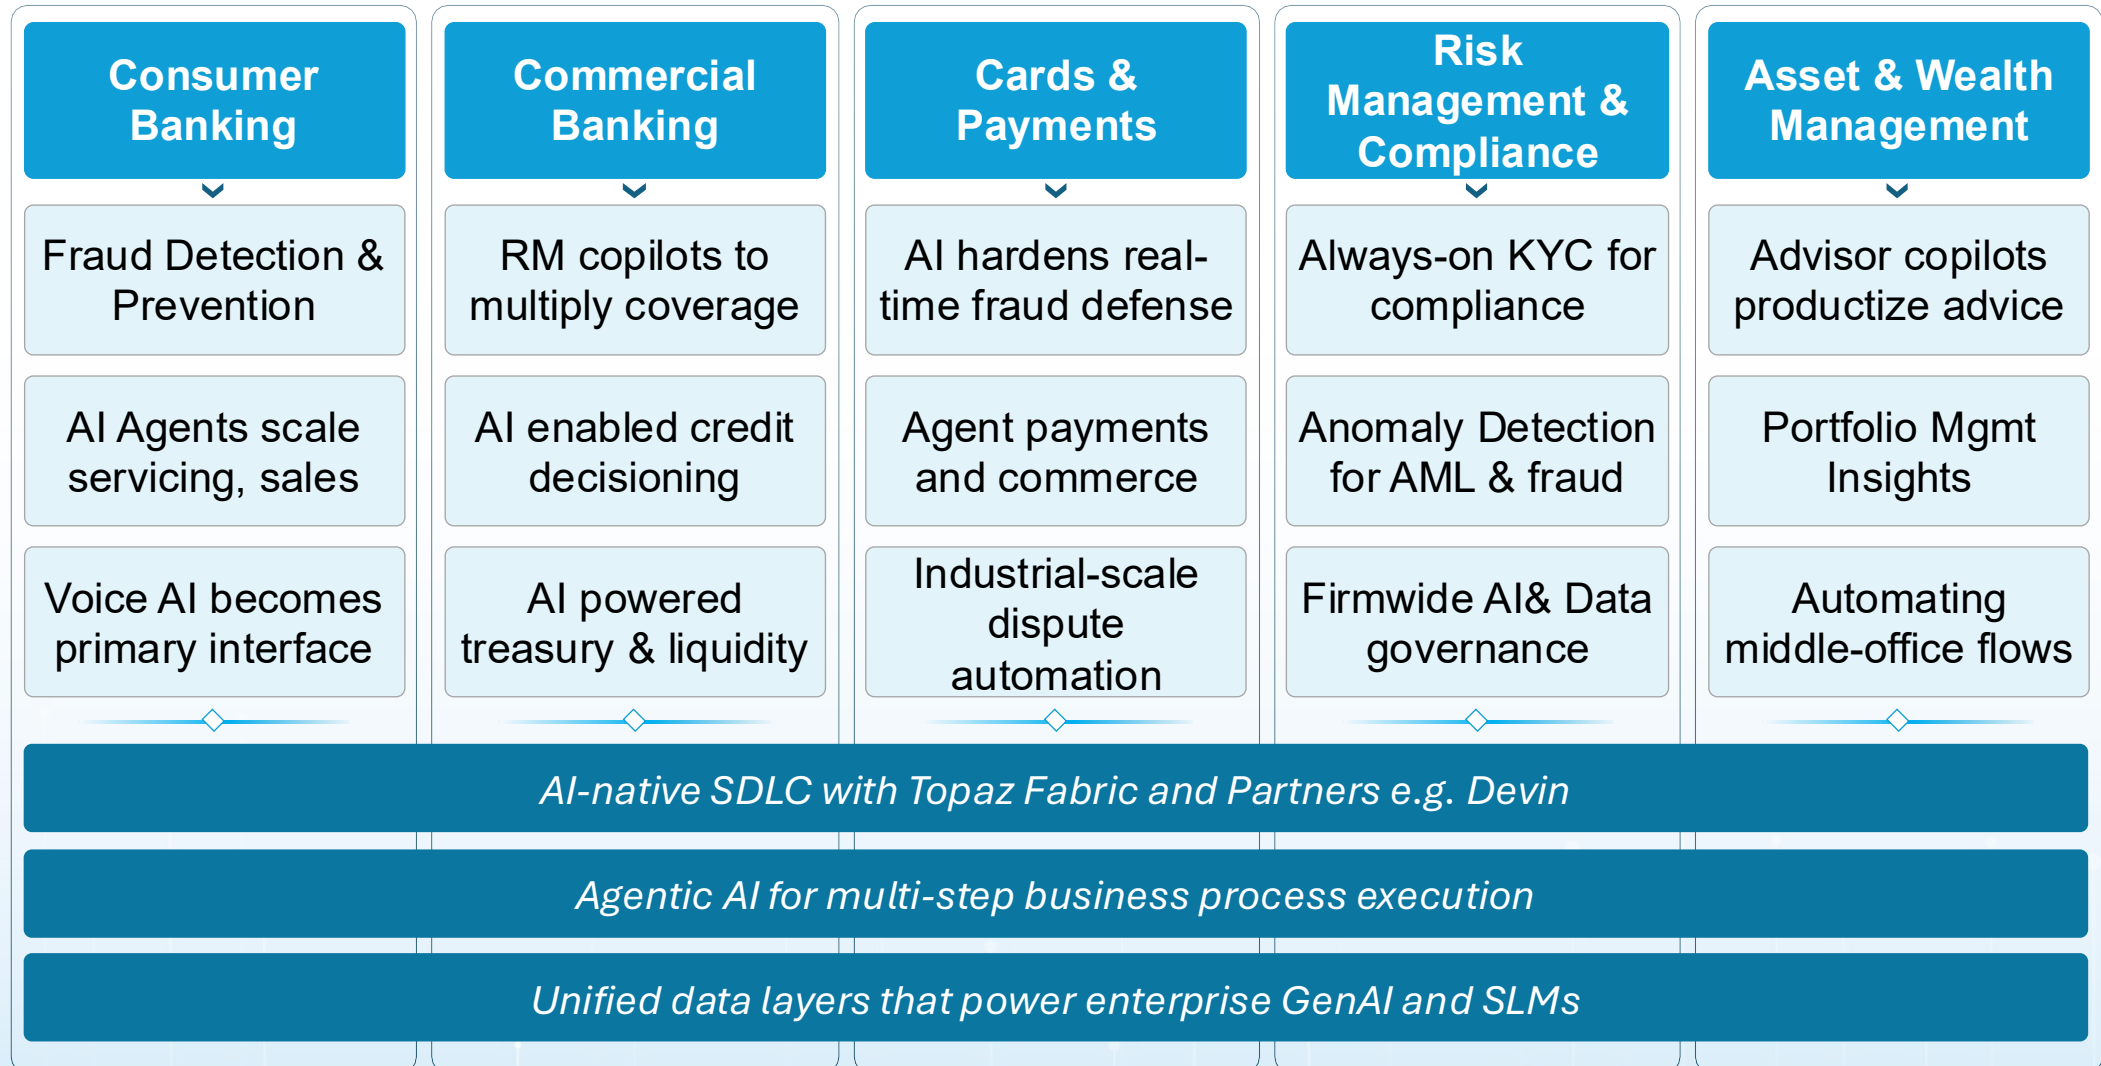 Consumer
Banking
Commercial
Banking
Cards &
Payments
Risk
Management &
Compliance
Asset & Wealth
Management
Fraud Detection &
Prevention
RM copilots to
multiply coverage
AI hardens real-
time fraud defense
Always-on KYC for
compliance
Advisor copilots
productize advice
AI Agents scale
servicing, sales
AI enabled credit
decisioning
Agent payments
and commerce
Anomaly Detection
for AML & fraud
Portfolio Mgmt
Insights
Voice AI becomes
primary interface
AI powered
treasury & liquidity
Industrial-scale
dispute
automation
Firmwide AI& Data
governance
Automating
middle-office flows
AI-native SDLC with Topaz Fabric and Partners e.g. Devin
Agentic AI for multi-step business process execution
Unified data layers that power enterprise GenAI and SLMs